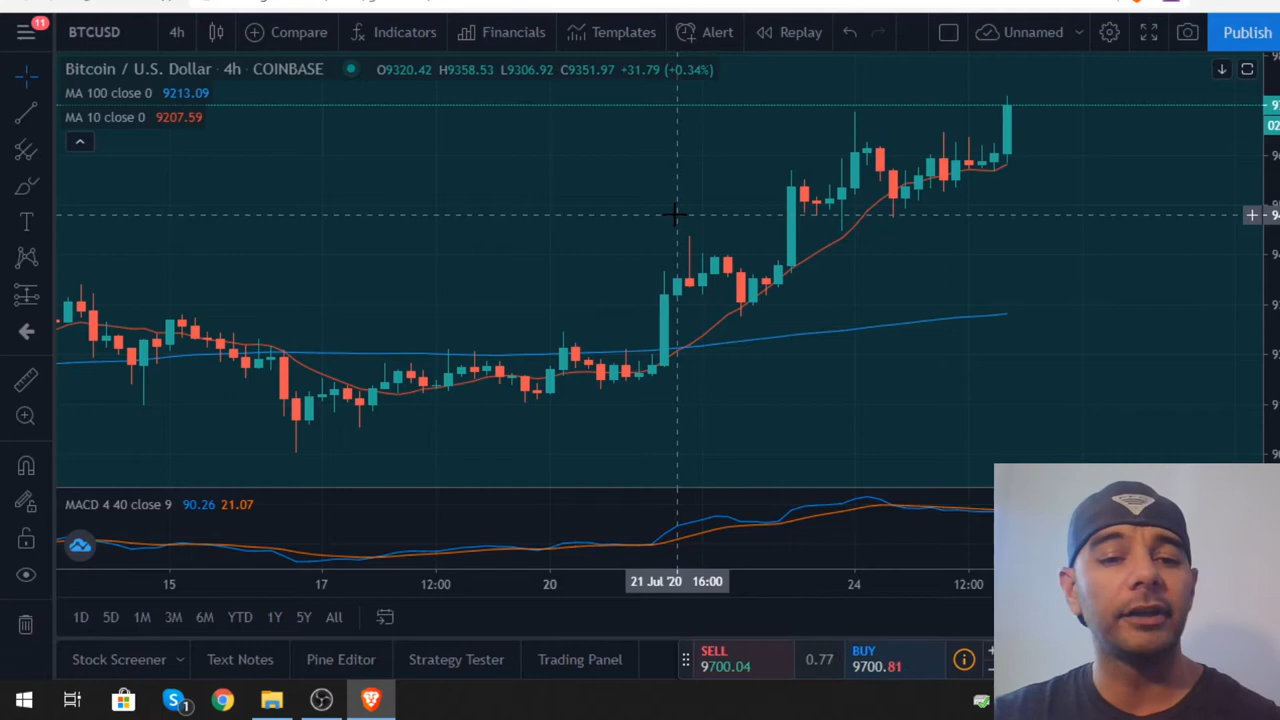 11
BTCUSD 4h Compare Indicators Financials Templates Alert Replay Unnamed Publish
Bitcoin / U.S. Dollar · 4h · COINBASE O9320.42 H9358.53 L9306.92 C9351.97 +31.79 (+0.34%)
MA 100 close 0 9213.09
MA 10 close 0 9207.59
MACD 4 40 close 9 90.26 21.07
15 17 12:00 20 21 Jul '20 16:00 24 12:00
1D 5D 1M 3M 6M YTD 1Y 5Y All
Stock Screener Text Notes Pine Editor Strategy Tester Trading Panel
SELL
9700.04
0.77
BUY
9700.81
1